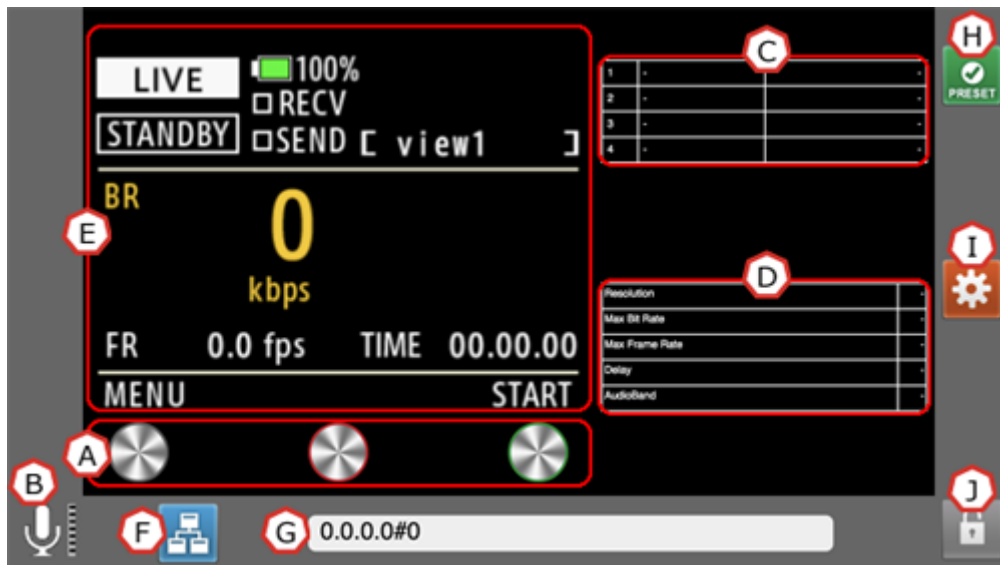 LIVE
100%
RECV
STANDBY
SEND [ view1 ]
BR
0
kbps
FR 0.0 fps TIME 00.00.00
MENU START
E
A
B
F
G
0.0.0.0#0
C
1 - -
2 - -
3 - -
4 - -
D
Resolution -
Max Bit Rate -
Max Frame Rate -
Delay -
AudioBand -
H
PRESET
I
J